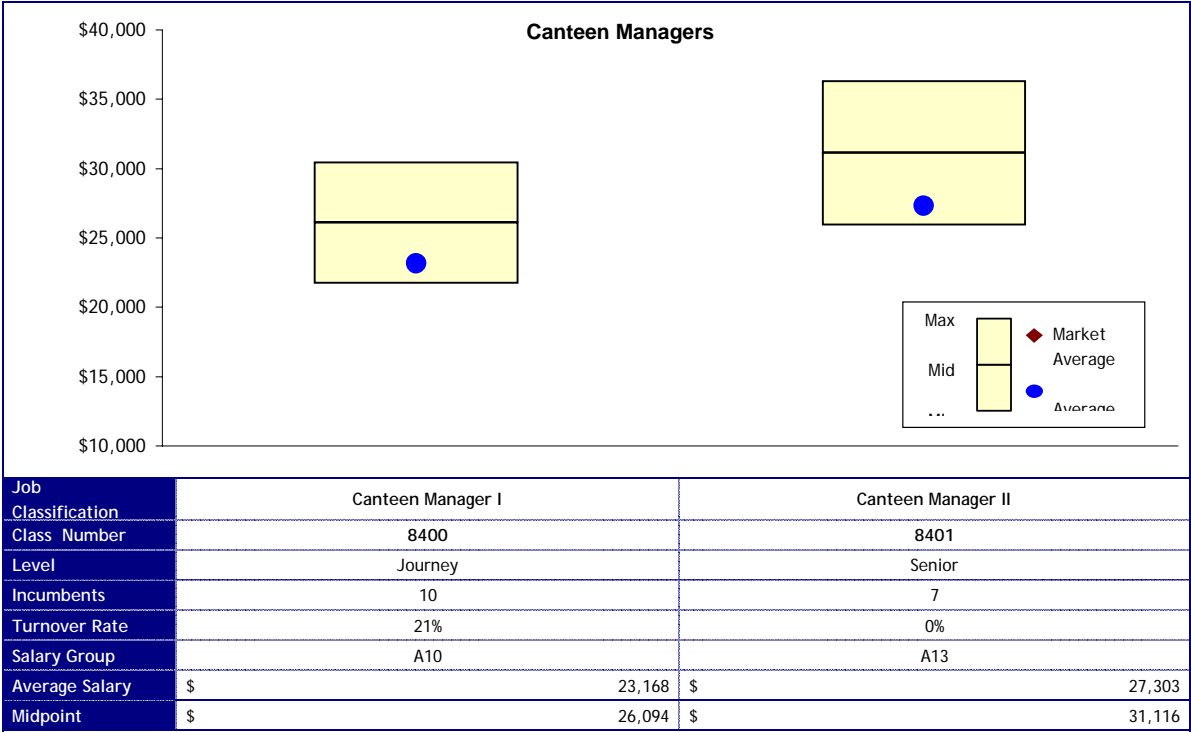 Canteen Managers
$40,000
$35,000
$30,000
$25,000
$20,000
$15,000
$10,000
Max
Mid
Market
Average
Average
Job
Classification
Canteen Manager I
Canteen Manager II
Class Number
8400
8401
Level
Journey
Senior
Incumbents
10
7
Turnover Rate
21%
0%
Salary Group
A10
A13
Average Salary
$ 23,168
$ 27,303
Midpoint
$ 26,094
$ 31,116